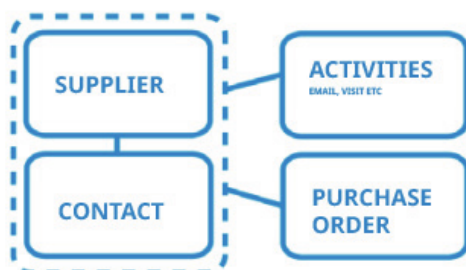 SUPPLIER
CONTACT
ACTIVITIES
EMAIL, VISIT ETC
PURCHASE
ORDER